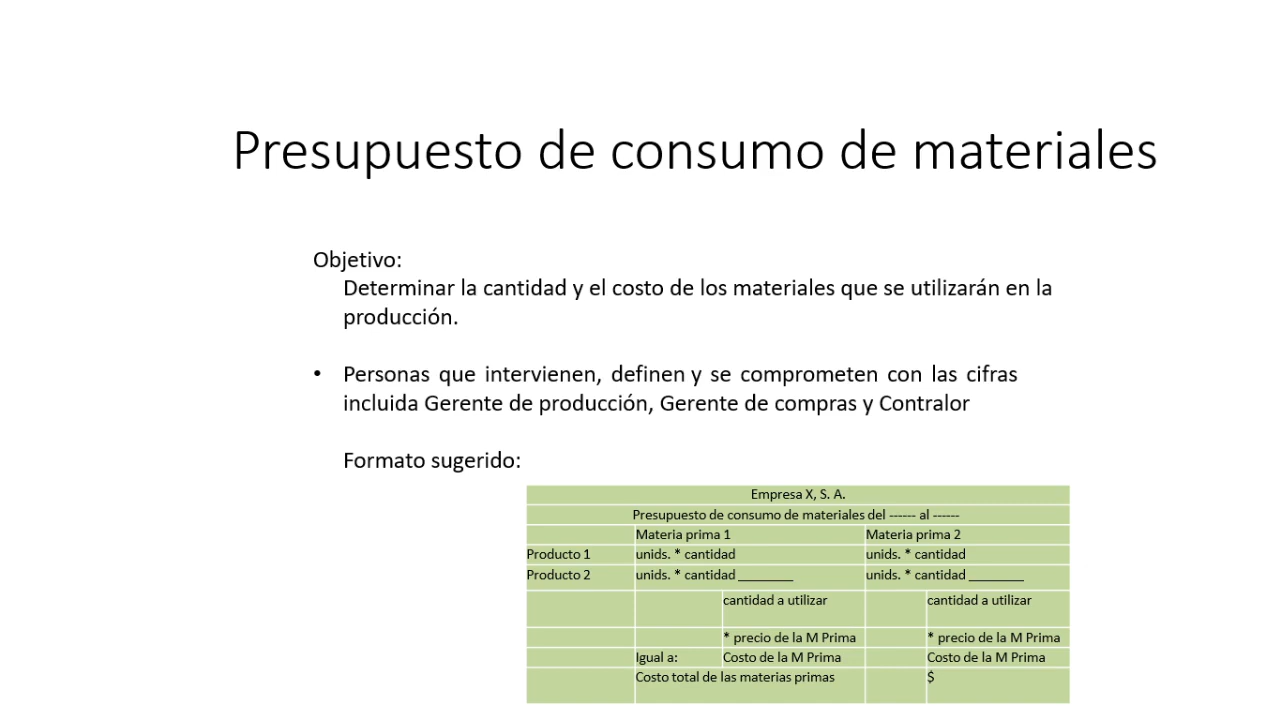 Presupuesto de consumo de materiales
Objetivo:
Determinar la cantidad y el costo de los materiales que se utilizarán en la
producción.
• Personas que intervienen, definen y se comprometen con las cifras
incluida Gerente de producción, Gerente de compras y Contralor
Formato sugerido:
Empresa X, S. A.
Presupuesto de consumo de materiales del ------ al ------
Materia prima 1 Materia prima 2
Producto 1 unids. * cantidad unids. * cantidad
Producto 2 unids. * cantidad ________ unids. * cantidad ________
cantidad a utilizar cantidad a utilizar
* precio de la M Prima * precio de la M Prima
Igual a: Costo de la M Prima Costo de la M Prima
Costo total de las materias primas $